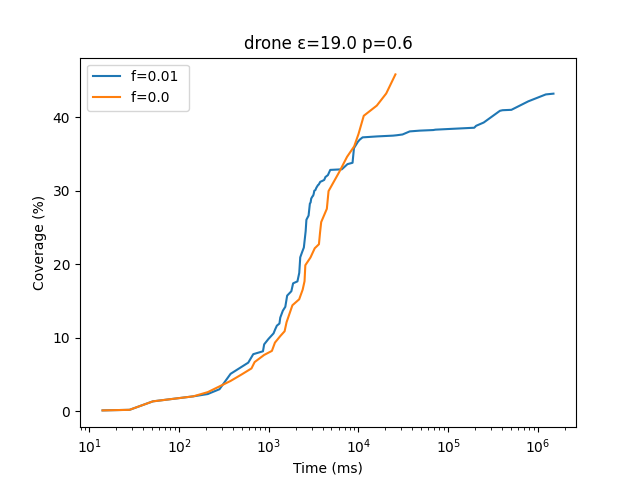 drone ε=19.0 p=0.6
f=0.01
f=0.0
Coverage (%)
40
30
20
10
0
10¹ 10² 10³ 10⁴ 10⁵ 10⁶
Time (ms)